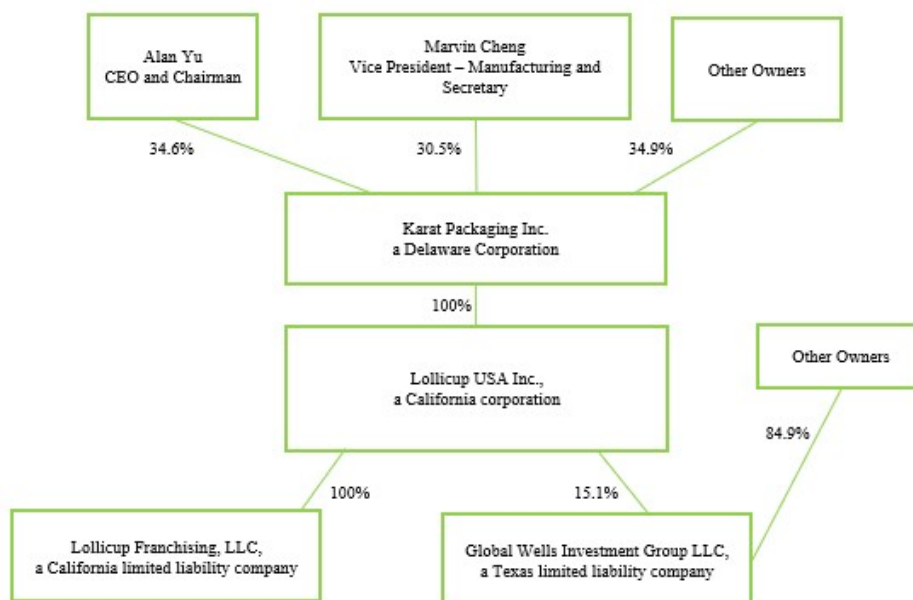 Alan Yu
CEO and Chairman
Marvin Cheng
Vice President – Manufacturing and
Secretary
Other Owners
34.6%
30.5%
34.9%
Karat Packaging Inc.
a Delaware Corporation
100%
Lollicup USA Inc.,
a California corporation
Other Owners
84.9%
100%
15.1%
Lollicup Franchising, LLC,
a California limited liability company
Global Wells Investment Group LLC,
a Texas limited liability company